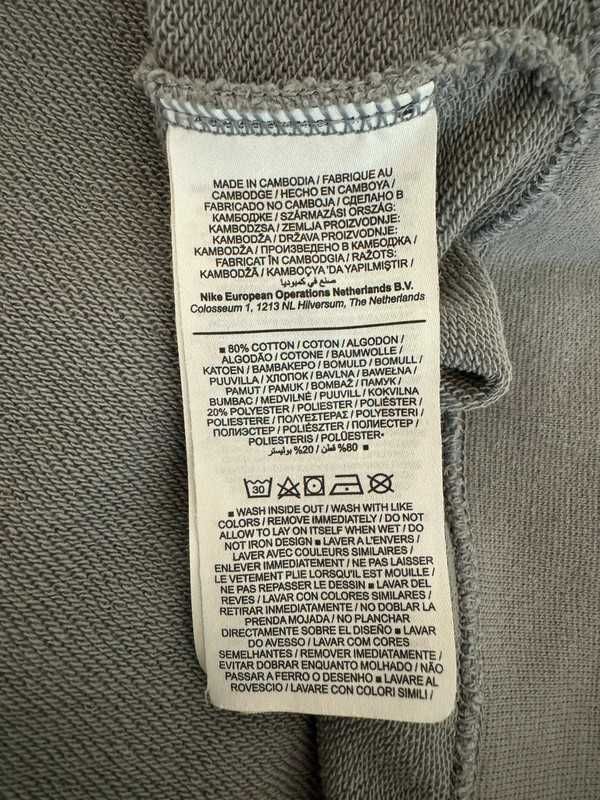 MADE IN CAMBODIA / FABRIQUE AU
CAMBODGE / HECHO EN CAMBOYA /
FABRICADO NO CAMBOJA / СДЕЛАНО В
КАМБОДЖЕ / SZÁRMAZÁSI ORSZÁG:
KAMBODZSA / ZEMLJA PROIZVODNJE:
KAMBODŽA / DRŽAVA PROIZVODNJE:
KAMBODŽA / ПРОИЗВЕДЕНО В КАМБОДЖА /
FABRICAT ÎN CAMBODGIA / RAŽOTS:
KAMBODŽĀ / KAMBOÇYA 'DA YAPILMIŞTIR /
صنع في كمبوديا
Nike European Operations Netherlands B.V.
Colosseum 1, 1213 NL Hilversum, The Netherlands
■ 80% COTTON / COTON / ALGODON /
ALGODÃO / COTONE / BAUMWOLLE /
KATOEN / ΒΑΜΒΑΚΕΡΟ / BOMULD / BOMULL /
PUUVILLA / ХЛОПОК / BAVLNA / BAWEŁNA /
PAMUT / PAMUK / BOMBAŽ / ПАМУК /
BUMBAC / MEDVILNĖ / PUUVILL / KOKVILNA
20% POLYESTER / POLIESTER / POLIÉSTER /
POLIESTERE / ΠΟΛΥΕΣΤΕΡΑΣ / POLYESTERI /
ПОЛИЭСТЕР / POLIÉSZTER / ПОЛИЕСТЕР /
POLIESTERIS / POLÜESTER▪
80% قطن / 20% بوليستر ■
30
■ WASH INSIDE OUT / WASH WITH LIKE
COLORS / REMOVE IMMEDIATELY / DO NOT
ALLOW TO LAY ON ITSELF WHEN WET / DO
NOT IRON DESIGN ■ LAVER A L'ENVERS /
LAVER AVEC COULEURS SIMILAIRES /
ENLEVER IMMÉDIATEMENT / NE PAS LAISSER
LE VETEMENT PLIE LORSQU'IL EST MOUILLE /
NE PAS REPASSER LE DESSIN ■ LAVAR DEL
REVES / LAVAR CON COLORES SIMILARES /
RETIRAR INMEDIATAMENTE / NO DOBLAR LA
PRENDA MOJADA / NO PLANCHAR
DIRECTAMENTE SOBRE EL DISEÑO ■ LAVAR
DO AVESSO / LAVAR COM CORES
SEMELHANTES / REMOVER IMEDIATAMENTE /
EVITAR DOBRAR ENQUANTO MOLHADO / NÃO
PASSAR A FERRO O DESENHO ■ LAVARE AL
ROVESCIO / LAVARE CON COLORI SIMILI /